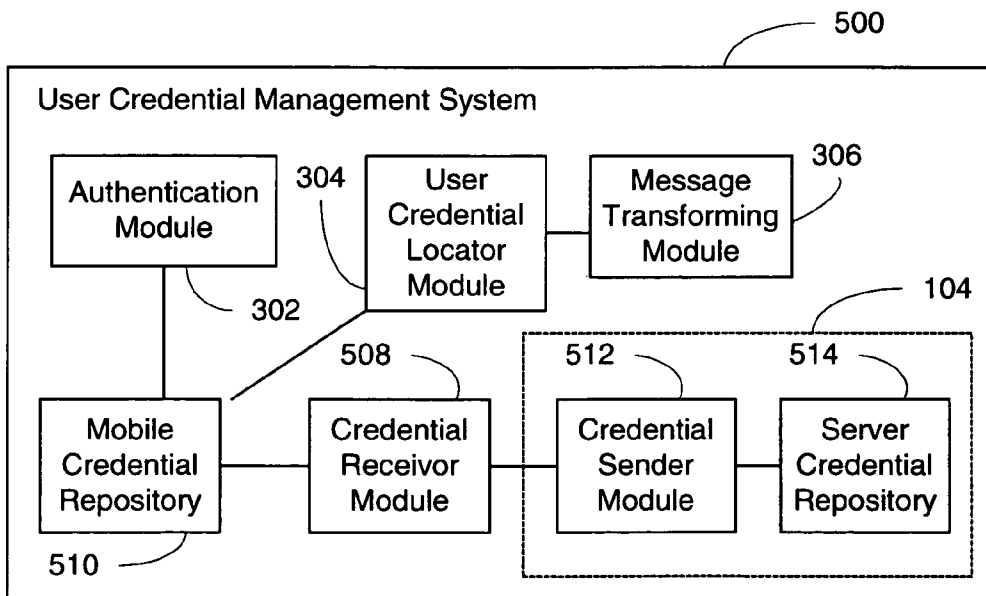 500
User Credential Management System
Authentication
Module
304
User
Credential
Locator
Module
Message
Transforming
Module
306
302
104
508
512
514
Mobile
Credential
Repository
Credential
Receivor
Module
Credential
Sender
Module
Server
Credential
Repository
510